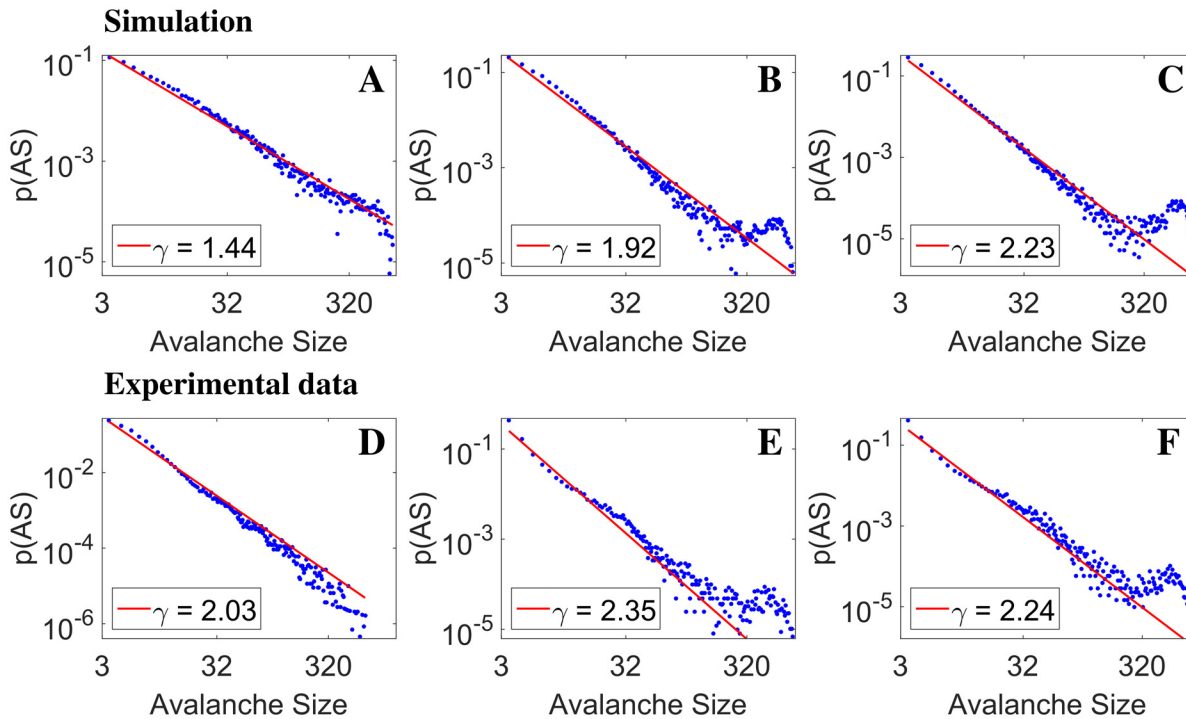 Simulation
A
10^-1
10^-3
10^-5
p(AS)
γ = 1.44
3 32 320
Avalanche Size
B
10^-1
10^-3
10^-5
p(AS)
γ = 1.92
3 32 320
Avalanche Size
C
10^-1
10^-3
10^-5
p(AS)
γ = 2.23
3 32 320
Avalanche Size
Experimental data
D
10^-2
10^-4
10^-6
p(AS)
γ = 2.03
3 32 320
Avalanche Size
E
10^-1
10^-3
10^-5
p(AS)
γ = 2.35
3 32 320
Avalanche Size
F
10^-1
10^-3
10^-5
p(AS)
γ = 2.24
3 32 320
Avalanche Size